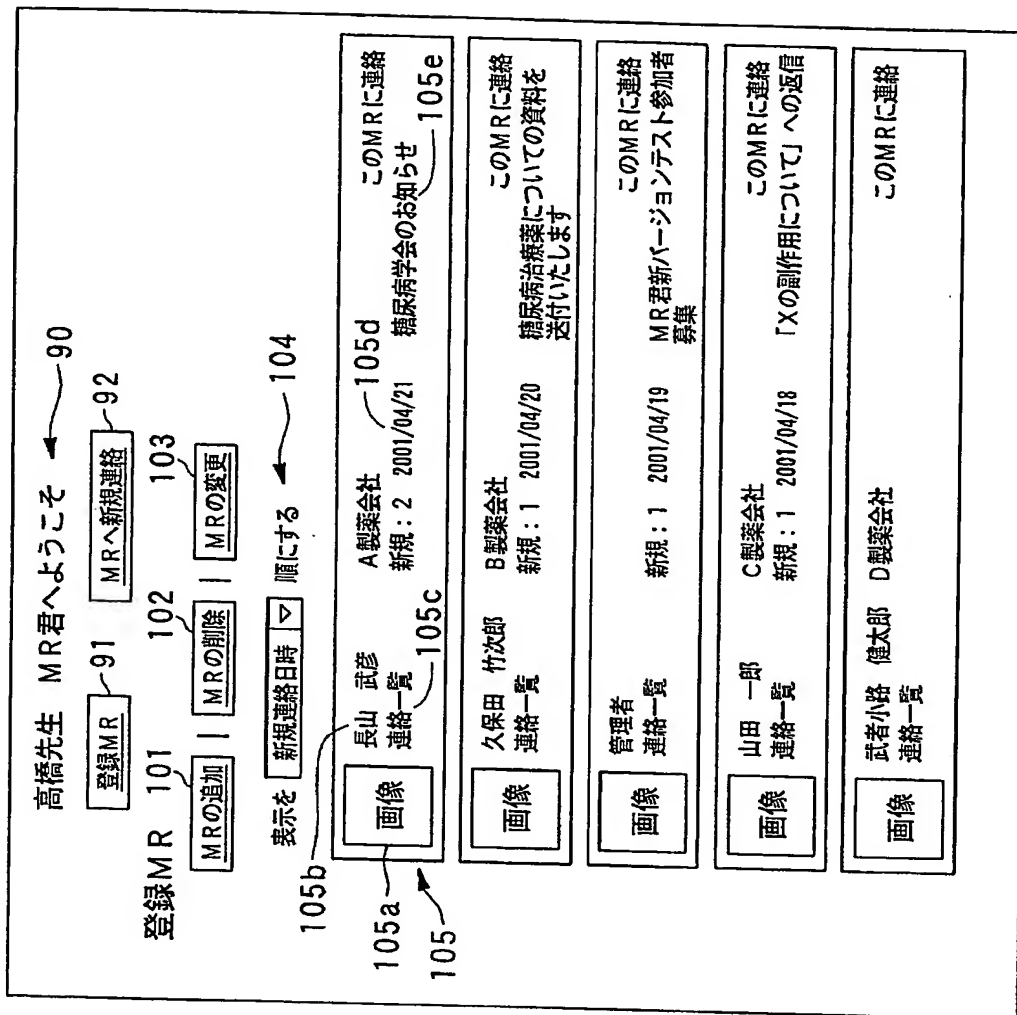 高橋先生 MR君へようこそ 90
登録MR 91 MRへ新規連絡 92
登録MR 101 102 103
MRの追加 | MRの削除 | MRの変更
表示を 新規連絡日時 ▽ 順にする 104
105b 105a 105 105c 105d 105e
画像 長山 武彦 A製薬会社 このMRに連絡
連絡一覧 新規:2 2001/04/21 糖尿病学会のお知らせ
画像 久保田 竹次郎 B製薬会社 このMRに連絡
連絡一覧 新規:1 2001/04/20 糖尿病治療薬についての資料を
送付いたします
画像 管理者 このMRに連絡
連絡一覧 新規:1 2001/04/19 MR君新バージョンテスト参加者
募集
画像 山田 一郎 C製薬会社 このMRに連絡
連絡一覧 新規:1 2001/04/18 「Xの副作用について」への返信
画像 武者小路 健太郎 D製薬会社 このMRに連絡
連絡一覧